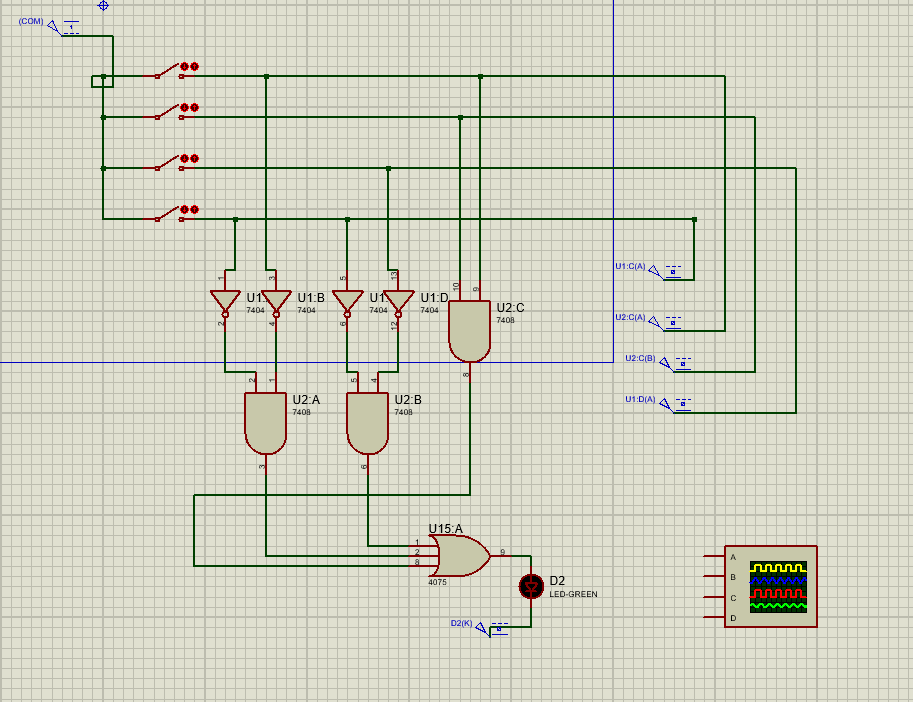 (COM)
1
1
3
5
13
10
9
U1:
7404
U1:B
7404
U1
7404
U1:D
7404
U2:C
7408
2
4
6
12
8
U1:C(A)
U2:C(A)
U2:C(B)
U1:D(A)
2
1
5
4
U2:A
7408
U2:B
7408
3
6
U15:A
1
2
8
9
4075
D2
LED-GREEN
D2(K)
A
B
C
D